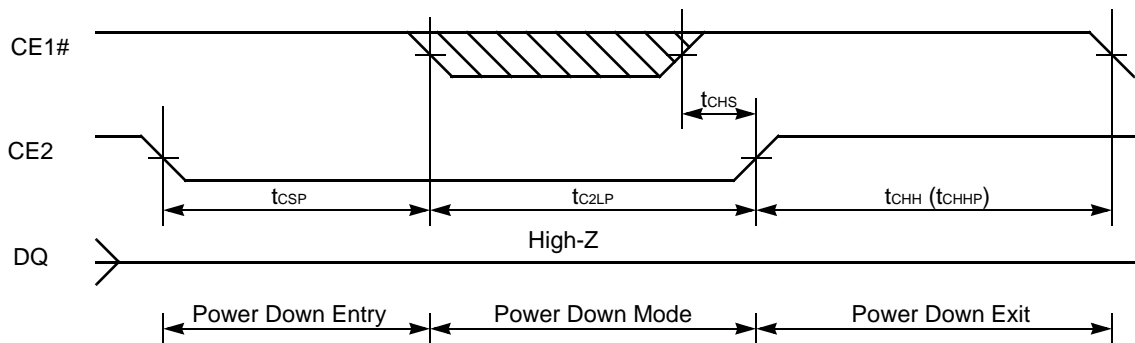 CE1#
tCHS
CE2
tCSP
tC2LP
tCHH (tCHHP)
High-Z
DQ
Power Down Entry
Power Down Mode
Power Down Exit